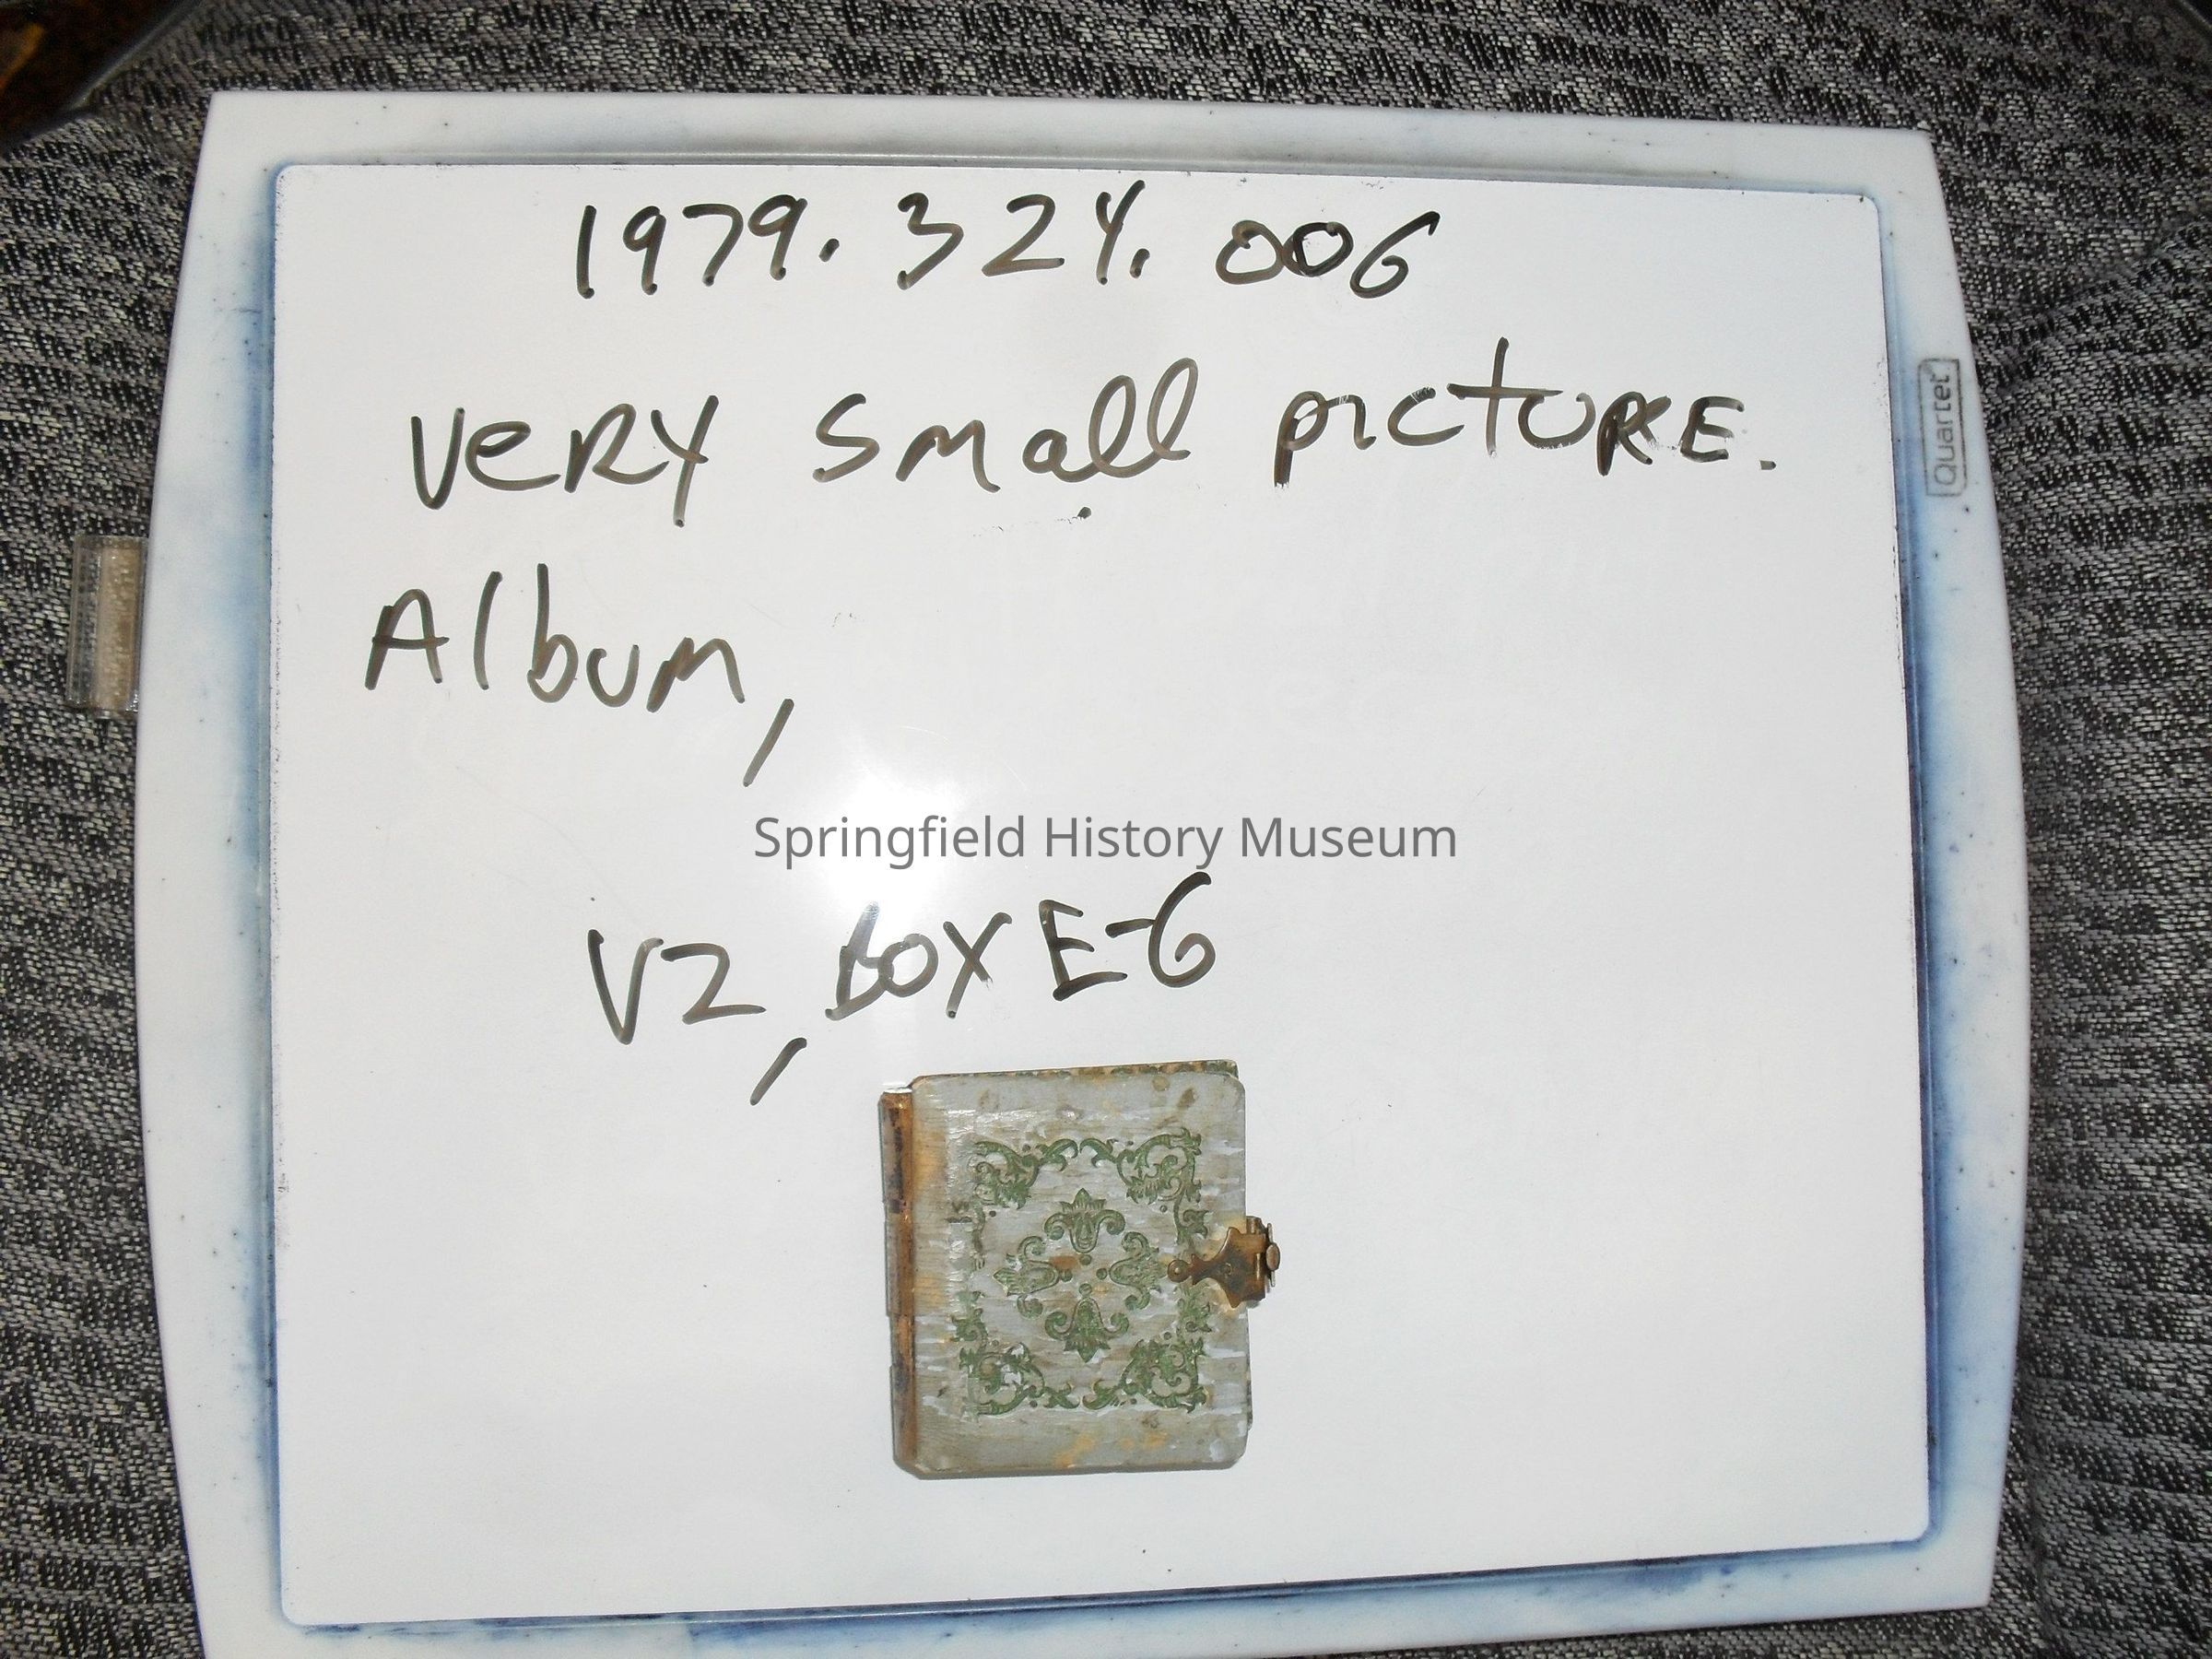 1979.324.006
very small picture.
Album,
Springfield History Museum
V2, Box E-6
Quartet